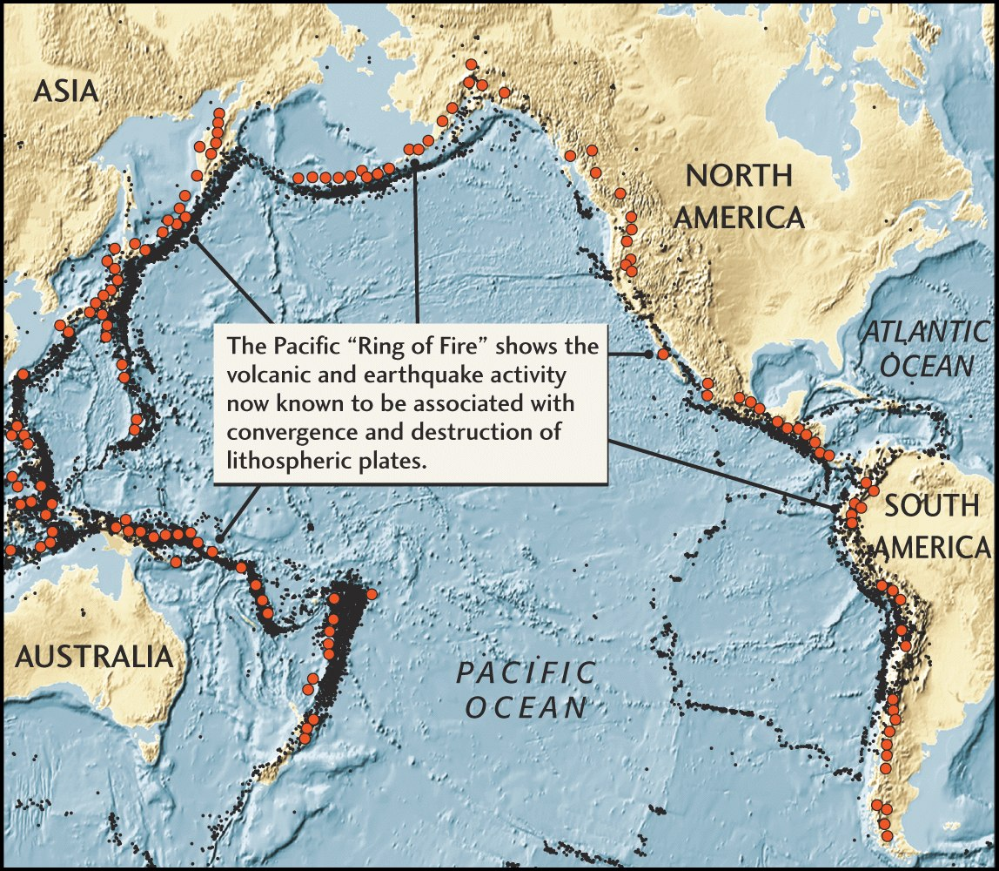 ASIA
NORTH
AMERICA
ATLANTIC
OCEAN
The Pacific “Ring of Fire” shows the
volcanic and earthquake activity
now known to be associated with
convergence and destruction of
lithospheric plates.
SOUTH
AMERICA
AUSTRALIA
PACIFIC
OCEAN